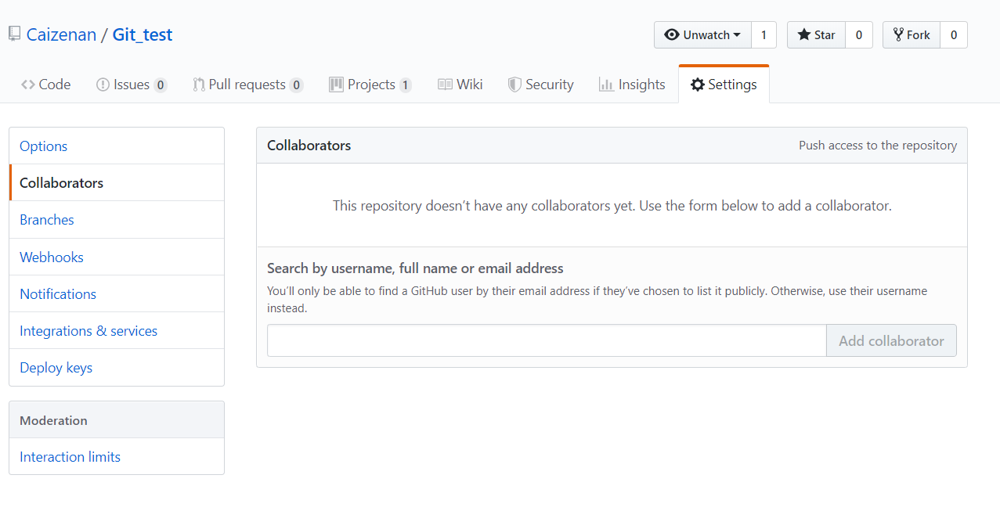 Caizenan / Git_test
Unwatch 1 Star 0 Fork 0
Code Issues 0 Pull requests 0 Projects 1 Wiki Security Insights Settings
Options
Collaborators
Branches
Webhooks
Notifications
Integrations & services
Deploy keys
Moderation
Interaction limits
Collaborators Push access to the repository
This repository doesn’t have any collaborators yet. Use the form below to add a collaborator.
Search by username, full name or email address
You’ll only be able to find a GitHub user by their email address if they’ve chosen to list it publicly. Otherwise, use their username
instead.
Add collaborator